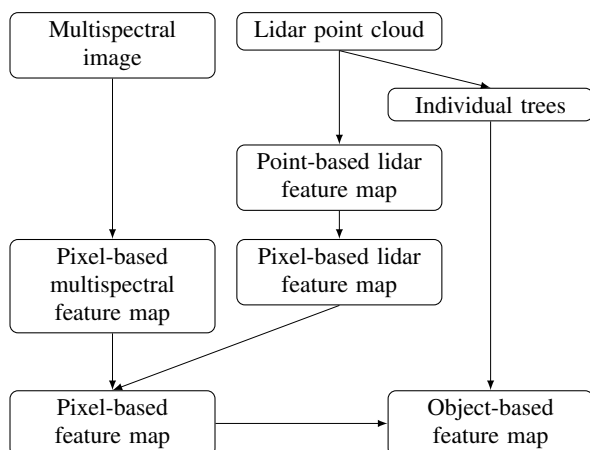 Multispectral
image
Lidar point cloud
Individual trees
Point-based lidar
feature map
Pixel-based
multispectral
feature map
Pixel-based lidar
feature map
Pixel-based
feature map
Object-based
feature map